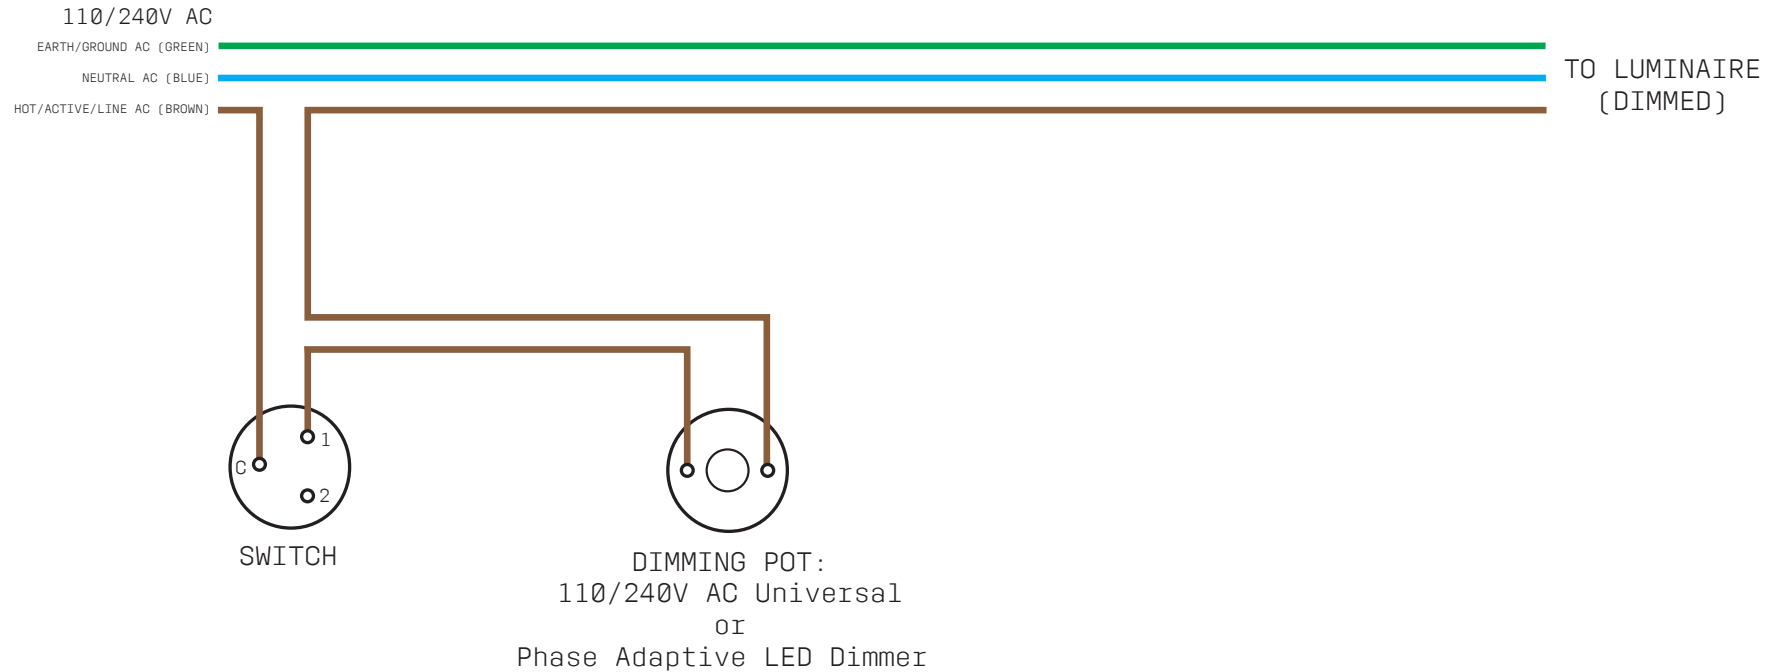 110/240V AC
EARTH/GROUND AC (GREEN)
NEUTRAL AC (BLUE)
HOT/ACTIVE/LINE AC (BROWN)
TO LUMINAIRE
(DIMMED)
C
1
2
SWITCH
DIMMING POT:
110/240V AC Universal
or
Phase Adaptive LED Dimmer